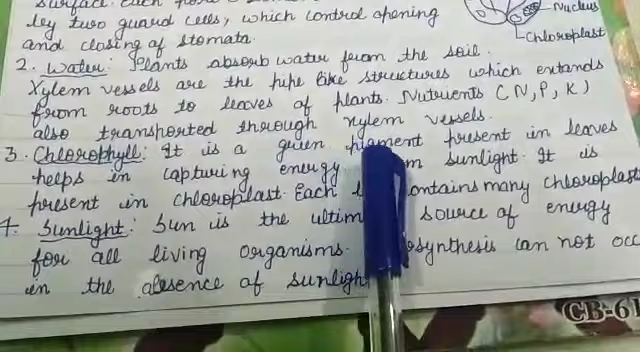 by two guard cells, which control opening
and closing of stomata.
Nucleus
Chloroplast
2. Water: Plants absorb water from the soil.
Xylem vessels are the pipe like structures which extands
from roots to leaves of plants. Nutrients (N, P, K)
also transported through xylem vessels.
3. Chlorophyll: It is a green pigment present in leaves
helps in capturing energy m sunlight. It is
present in chloroplast. Each ontains many chloroplast
4. Sunlight: Sun is the ultim source of energy
for all living organisms. osynthesis can not occ
in the absence of sunligh
CB-61